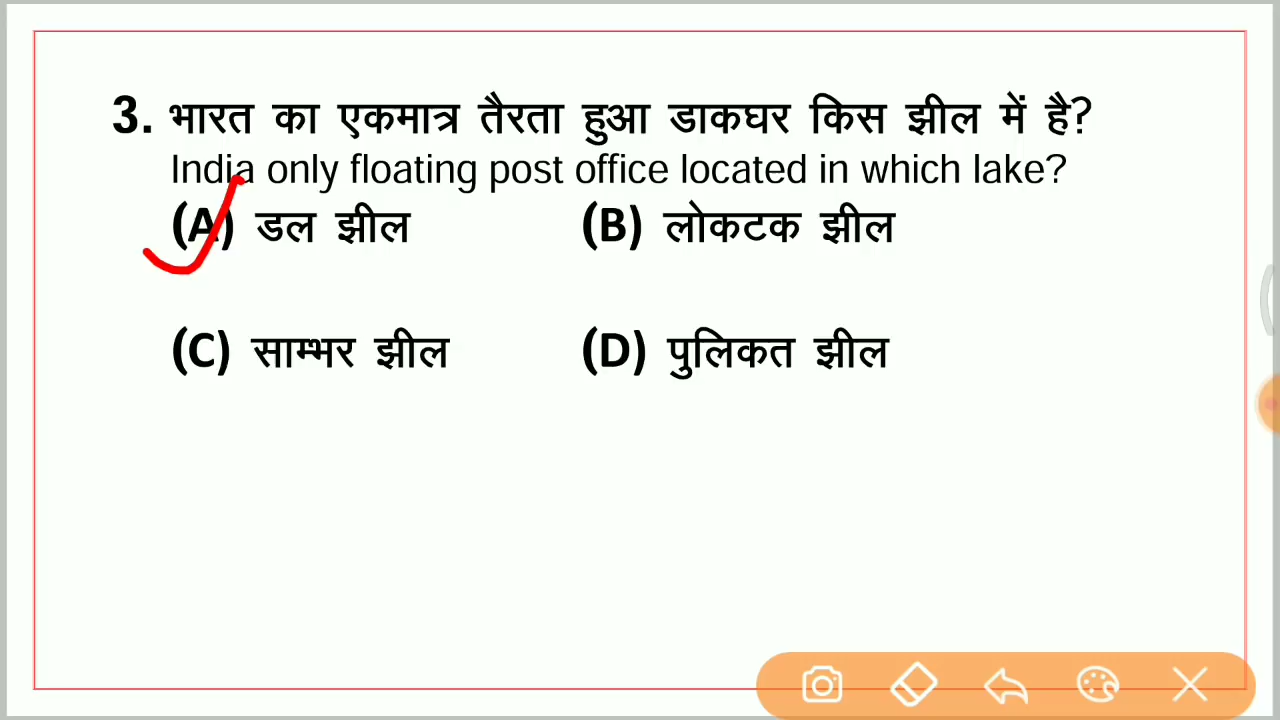 3. भारत का एकमात्र तैरता हुआ डाकघर किस झील में है?
India only floating post office located in which lake?
(A) डल झील (B) लोकटक झील
(C) साम्भर झील (D) पुलिकत झील